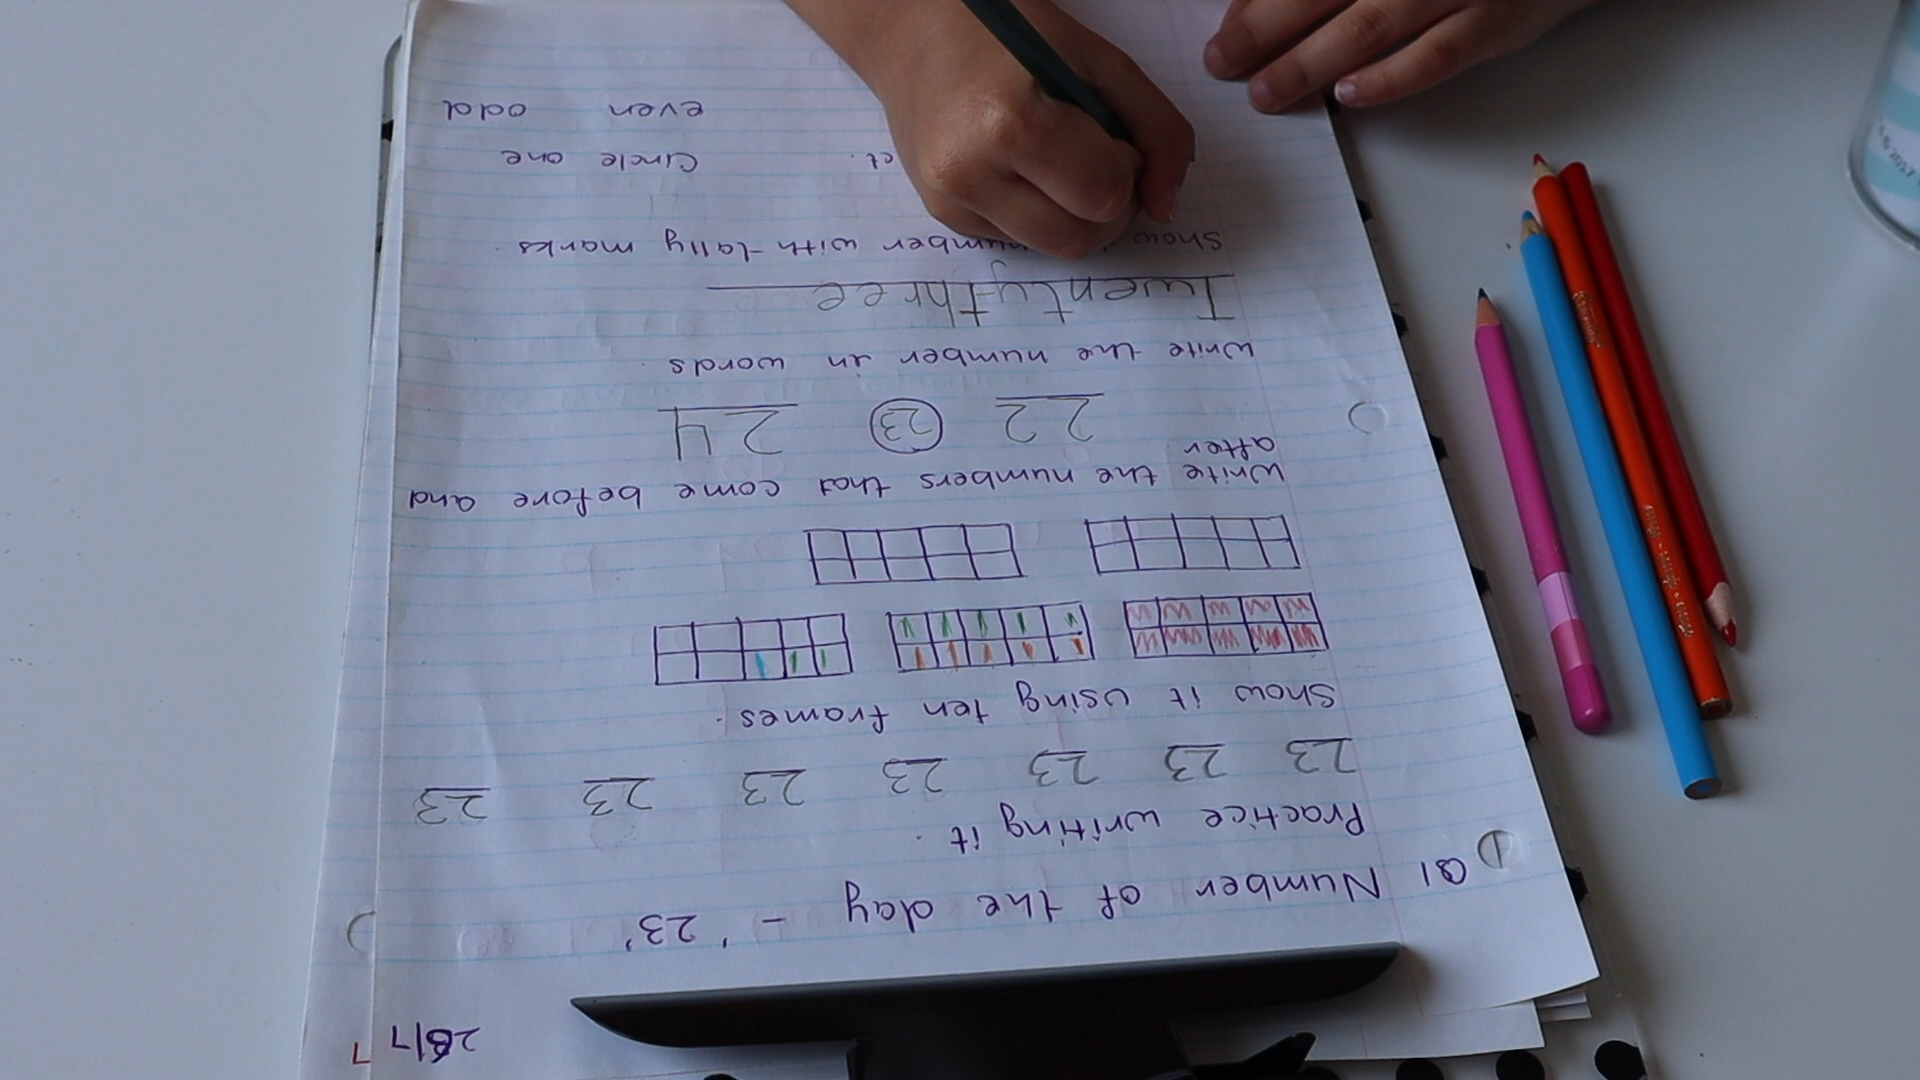 28/7
Q1 Number of the day - '23'
Practice writing it.
23 23 23 23 23 23 23
Show it using ten frames.
Write the numbers that come before and
after.
22 23 24
Write the number in words.
Twenty three
Show number with tally marks.
Circle one
even odd